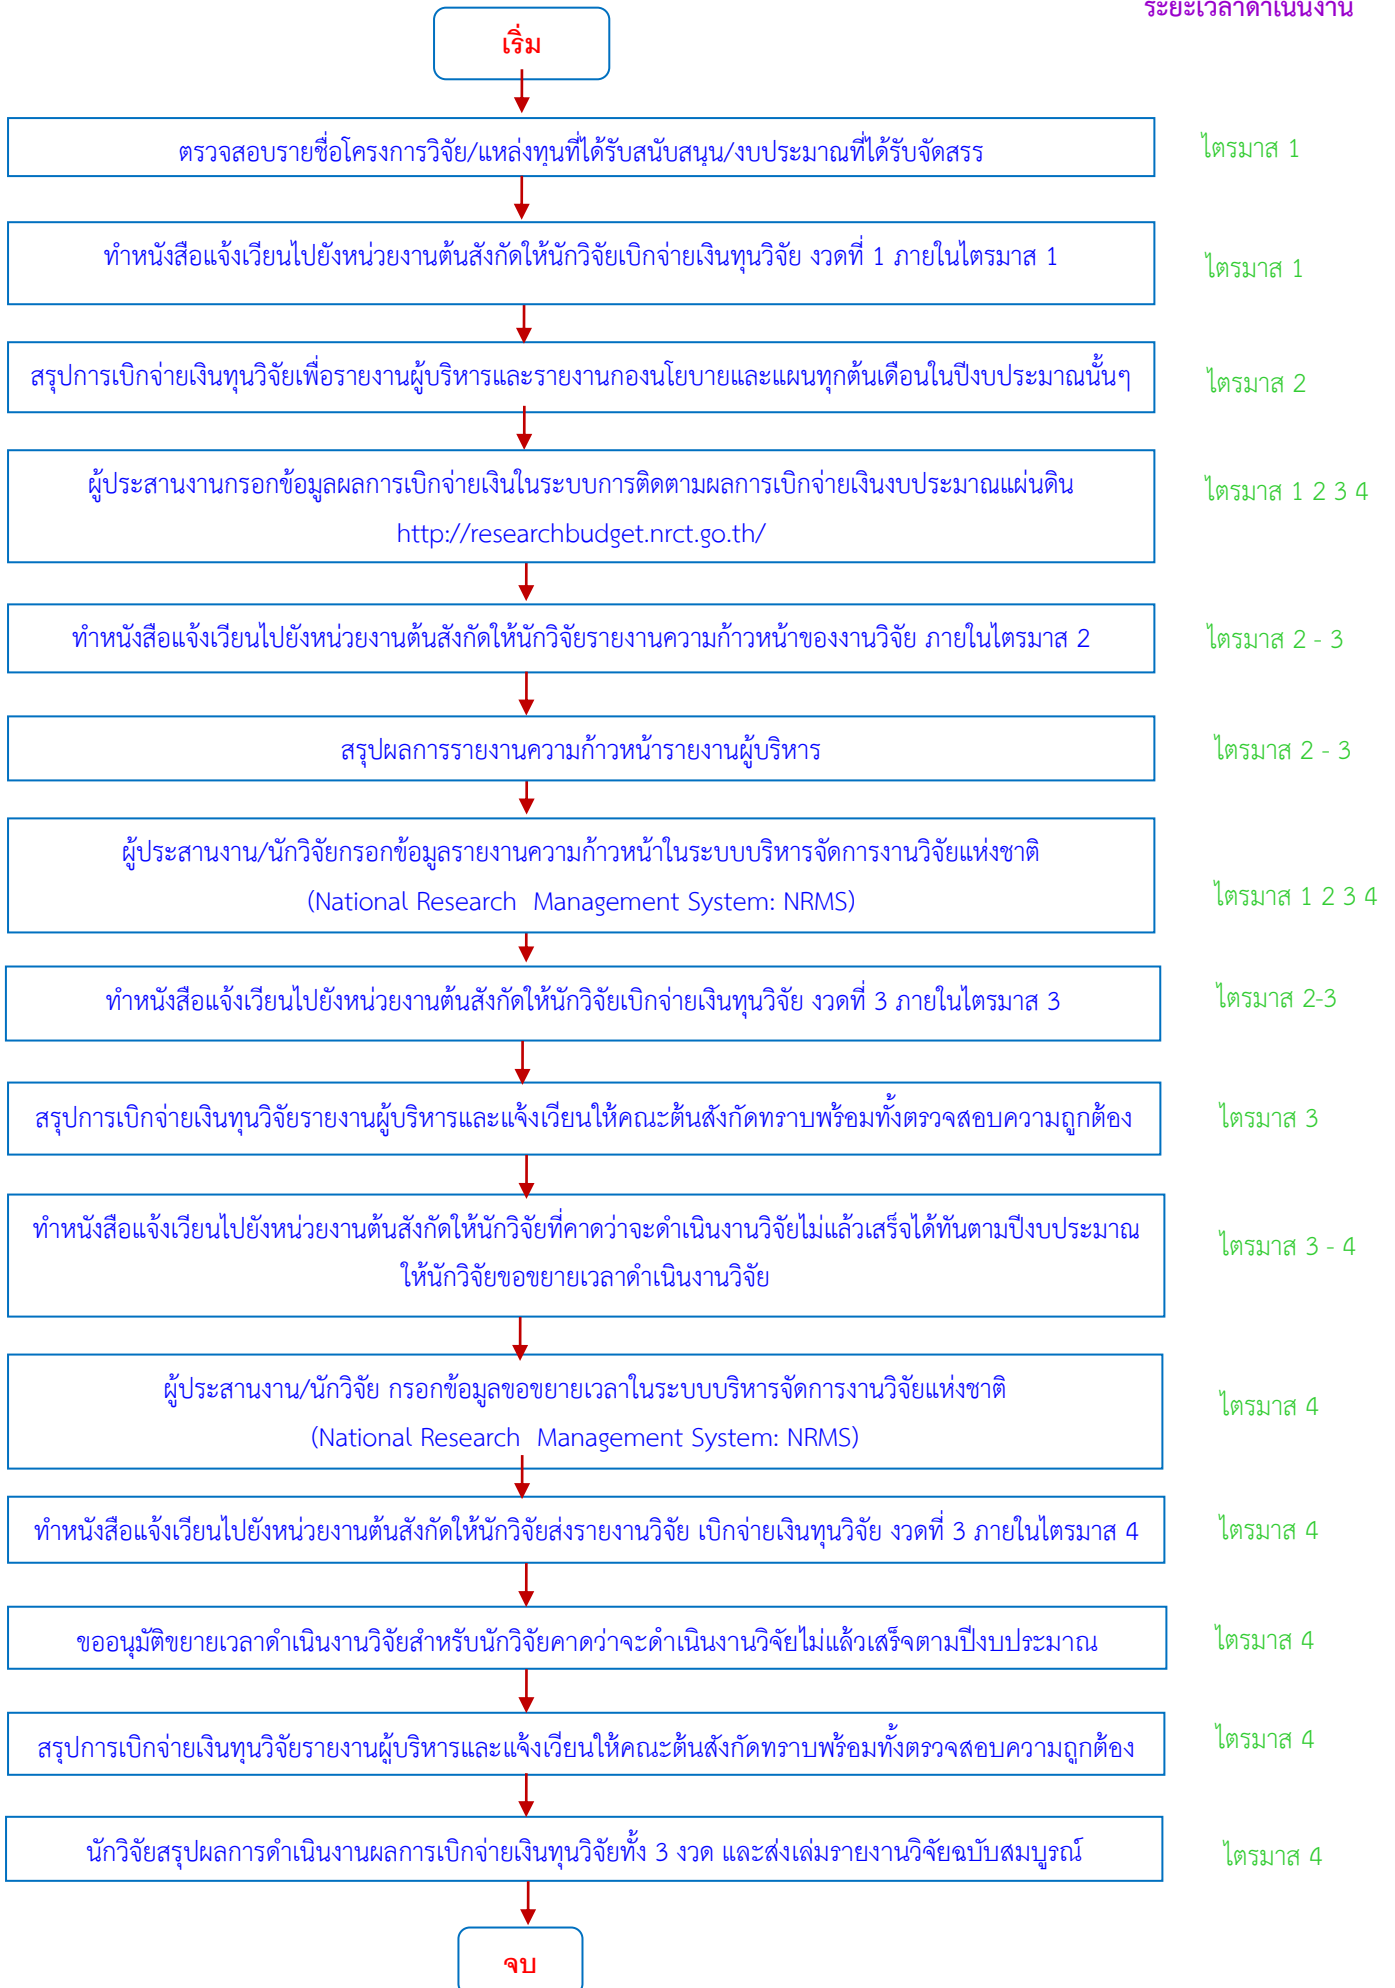 ระยะเวลาดำเนินงาน
เริ่ม
ตรวจสอบรายชื่อโครงการวิจัย/แหล่งทุนที่ได้รับสนับสนุน/งบประมาณที่ได้รับจัดสรร
ไตรมาส 1
ทำหนังสือแจ้งเวียนไปยังหน่วยงานต้นสังกัดให้นักวิจัยเบิกจ่ายเงินทุนวิจัย งวดที่ 1 ภายในไตรมาส 1
ไตรมาส 1
สรุปการเบิกจ่ายเงินทุนวิจัยเพื่อรายงานผู้บริหารและรายงานกองนโยบายและแผนทุกต้นเดือนในปีงบประมาณนั้นๆ
ไตรมาส 2
ผู้ประสานงานกรอกข้อมูลผลการเบิกจ่ายเงินในระบบการติดตามผลการเบิกจ่ายเงินงบประมาณแผ่นดิน
ไตรมาส 1 2 3 4
http://researchbudget.nrct.go.th/
ทำหนังสือแจ้งเวียนไปยังหน่วยงานต้นสังกัดให้นักวิจัยรายงานความก้าวหน้าของงานวิจัย ภายในไตรมาส 2
ไตรมาส 2 - 3
สรุปผลการรายงานความก้าวหน้ารายงานผู้บริหาร
ไตรมาส 2 - 3
ผู้ประสานงาน/นักวิจัยกรอกข้อมูลรายงานความก้าวหน้าในระบบบริหารจัดการงานวิจัยแห่งชาติ
(National Research  Management System: NRMS)
ไตรมาส 1 2 3 4
ทำหนังสือแจ้งเวียนไปยังหน่วยงานต้นสังกัดให้นักวิจัยเบิกจ่ายเงินทุนวิจัย งวดที่ 3 ภายในไตรมาส 3
ไตรมาส 2-3
สรุปการเบิกจ่ายเงินทุนวิจัยรายงานผู้บริหารและแจ้งเวียนให้คณะต้นสังกัดทราบพร้อมทั้งตรวจสอบความถูกต้อง
ไตรมาส 3
ทำหนังสือแจ้งเวียนไปยังหน่วยงานต้นสังกัดให้นักวิจัยที่คาดว่าจะดำเนินงานวิจัยไม่แล้วเสร็จได้ทันตามปีงบประมาณ
ไตรมาส 3 - 4
ให้นักวิจัยขอขยายเวลาดำเนินงานวิจัย
ผู้ประสานงาน/นักวิจัย กรอกข้อมูลขอขยายเวลาในระบบบริหารจัดการงานวิจัยแห่งชาติ
ไตรมาส 4
(National Research  Management System: NRMS)
ทำหนังสือแจ้งเวียนไปยังหน่วยงานต้นสังกัดให้นักวิจัยส่งรายงานวิจัย เบิกจ่ายเงินทุนวิจัย งวดที่ 3 ภายในไตรมาส 4
ไตรมาส 4
ขออนุมัติขยายเวลาดำเนินงานวิจัยสำหรับนักวิจัยคาดว่าจะดำเนินงานวิจัยไม่แล้วเสร็จตามปีงบประมาณ
ไตรมาส 4
สรุปการเบิกจ่ายเงินทุนวิจัยรายงานผู้บริหารและแจ้งเวียนให้คณะต้นสังกัดทราบพร้อมทั้งตรวจสอบความถูกต้อง
ไตรมาส 4
นักวิจัยสรุปผลการดำเนินงานผลการเบิกจ่ายเงินทุนวิจัยทั้ง 3 งวด และส่งเล่มรายงานวิจัยฉบับสมบูรณ์
ไตรมาส 4
จบ